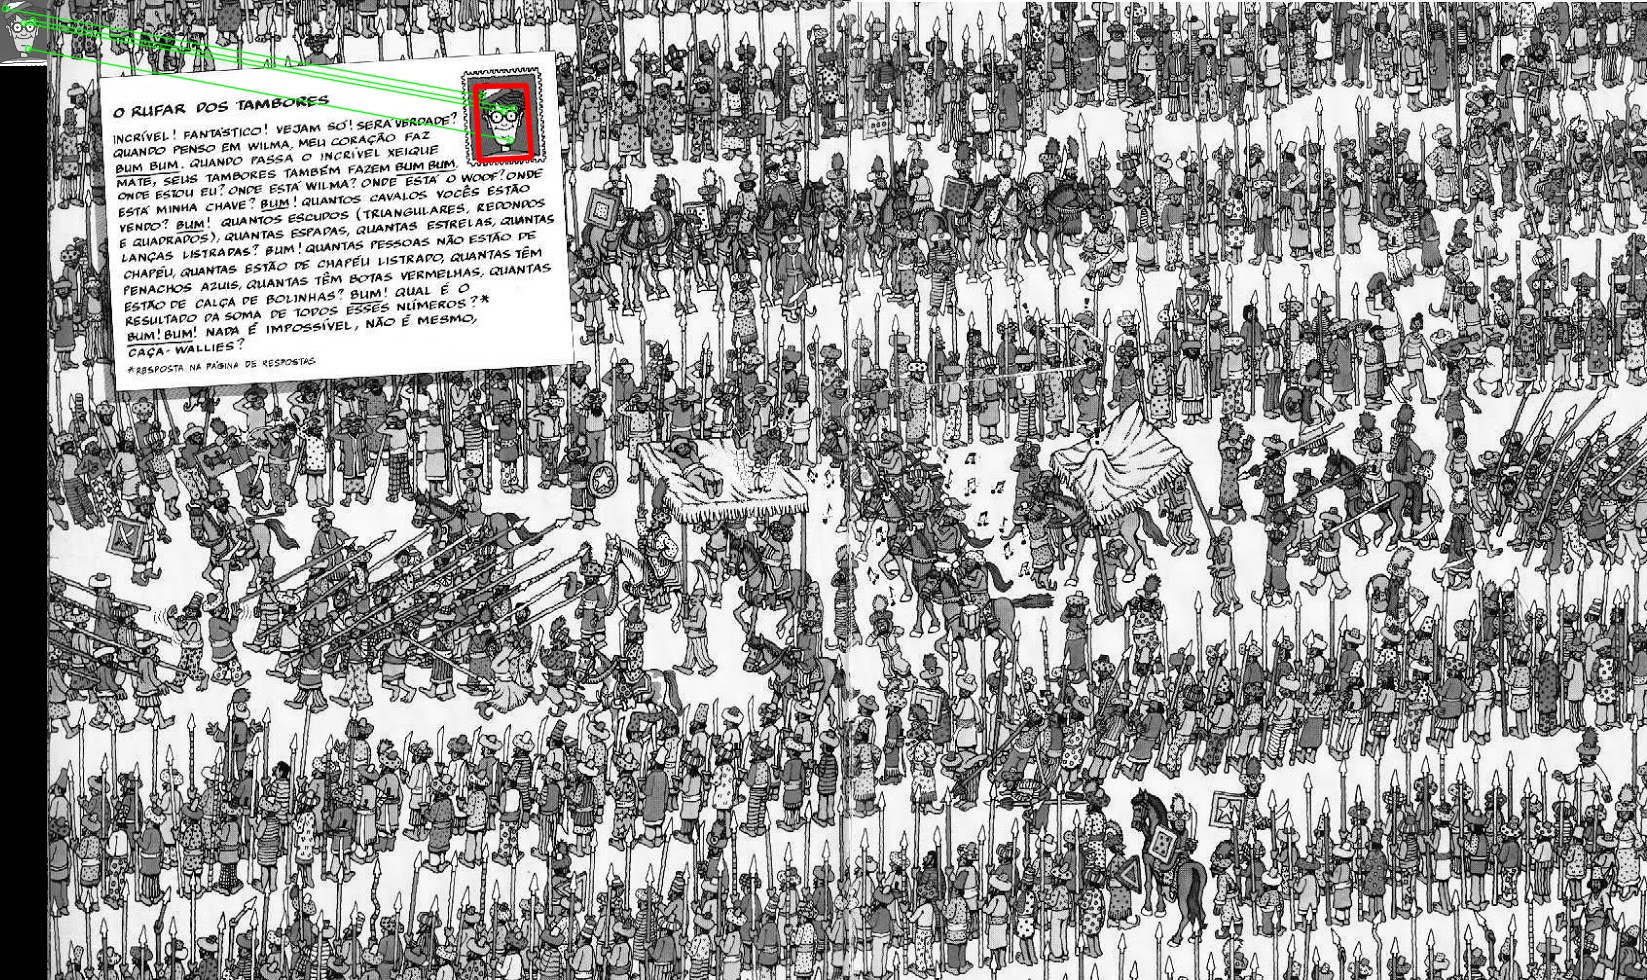 O RUFAR DOS TAMBORES
INCRÍVEL! FANTÁSTICO! VEJAM SÓ! SERÁ VERDADE?
QUANDO PENSO EM WILMA, MEU CORAÇÃO FAZ
BUM BUM. QUANDO PASSA O INCRÍVEL XEIQUE
MATE, SEUS TAMBORES TAMBÉM FAZEM BUM BUM.
ONDE ESTOU EU? ONDE ESTÁ WILMA? ONDE ESTÁ O WOOF? ONDE
ESTÁ MINHA CHAVE? BUM! QUANTOS CAVALOS VOCÊS ESTÃO
VENDO? BUM! QUANTOS ESCUDOS (TRIANGULARES, REDONDOS
E QUADRADOS), QUANTAS ESPADAS, QUANTAS ESTRELAS, QUANTAS
LANÇAS LISTRADAS? BUM! QUANTAS PESSOAS NÃO ESTÃO DE
CHAPÉU, QUANTAS ESTÃO DE CHAPÉU LISTRADO, QUANTAS TÊM
PENACHOS AZUIS, QUANTAS TÊM BOTAS VERMELHAS, QUANTAS
ESTÃO DE CALÇA DE BOLINHAS? BUM! QUAL É O
RESULTADO DA SOMA DE TODOS ESSES NÚMEROS?*
BUM! BUM! NADA É IMPOSSÍVEL, NÃO É MESMO,
CAÇA-WALLIES?
*RESPOSTA NA PÁGINA DE RESPOSTAS